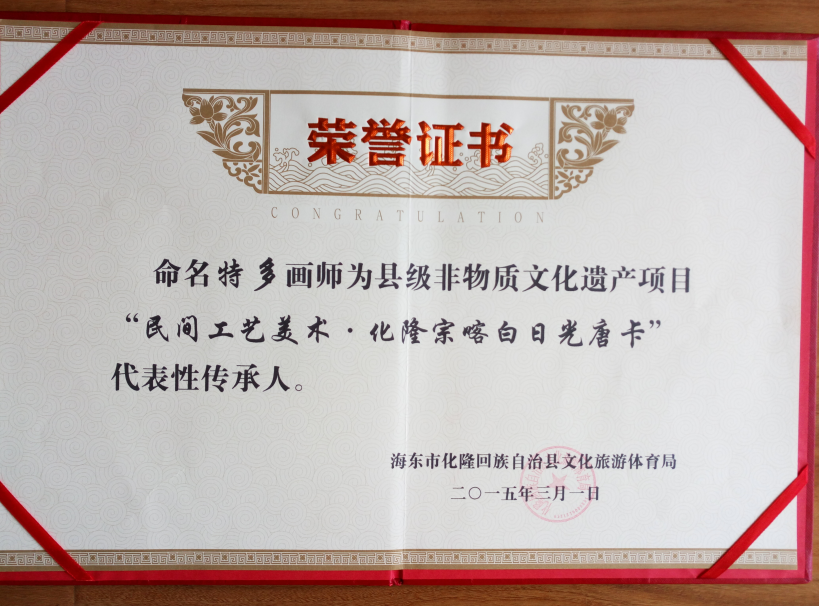 荣誉证书
CONGRATULATION
命名特多画师为县级非物质文化遗产项目
“民间工艺美术·化隆宗喀白日光唐卡”
代表性传承人。
海东市化隆回族自治县文化旅游体育局
二〇一五年三月一日